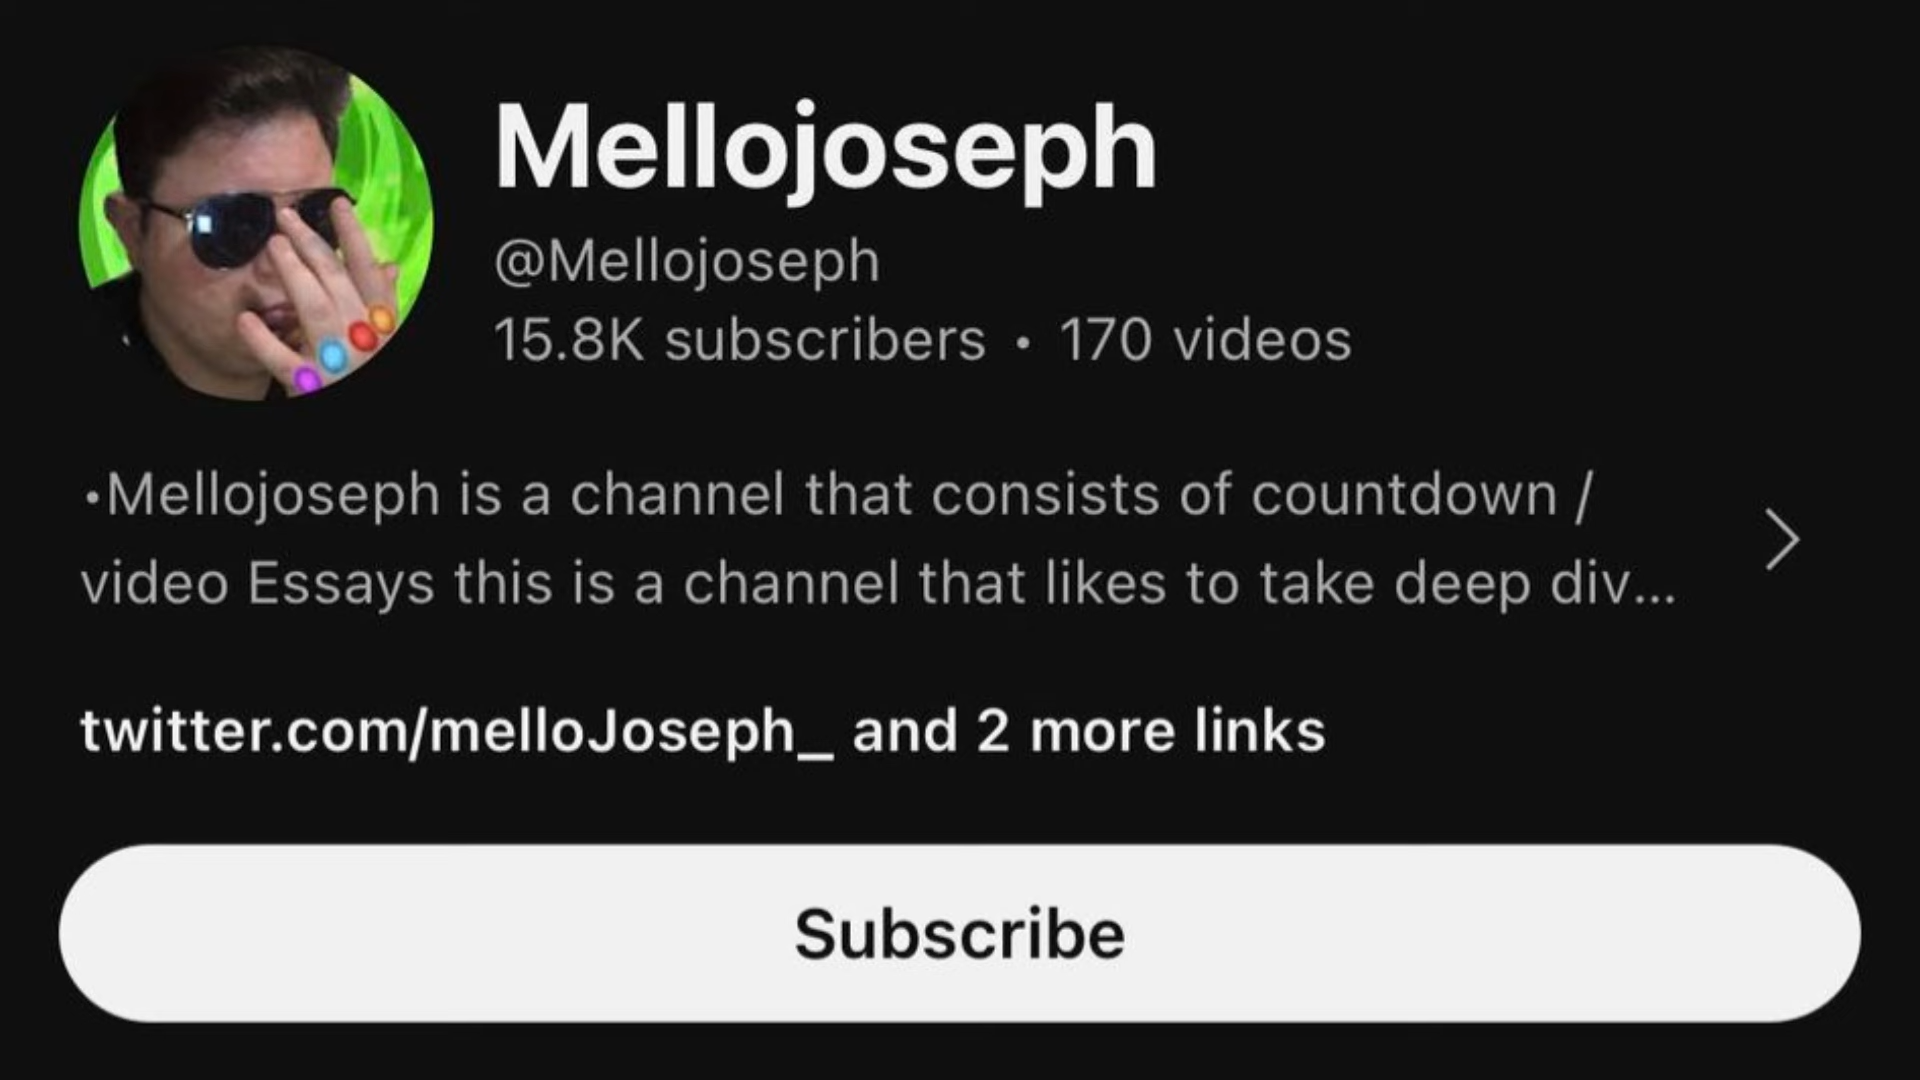 Mellojoseph
@Mellojoseph
15.8K subscribers • 170 videos
•Mellojoseph is a channel that consists of countdown /
video Essays this is a channel that likes to take deep div...
twitter.com/melloJoseph_ and 2 more links
Subscribe